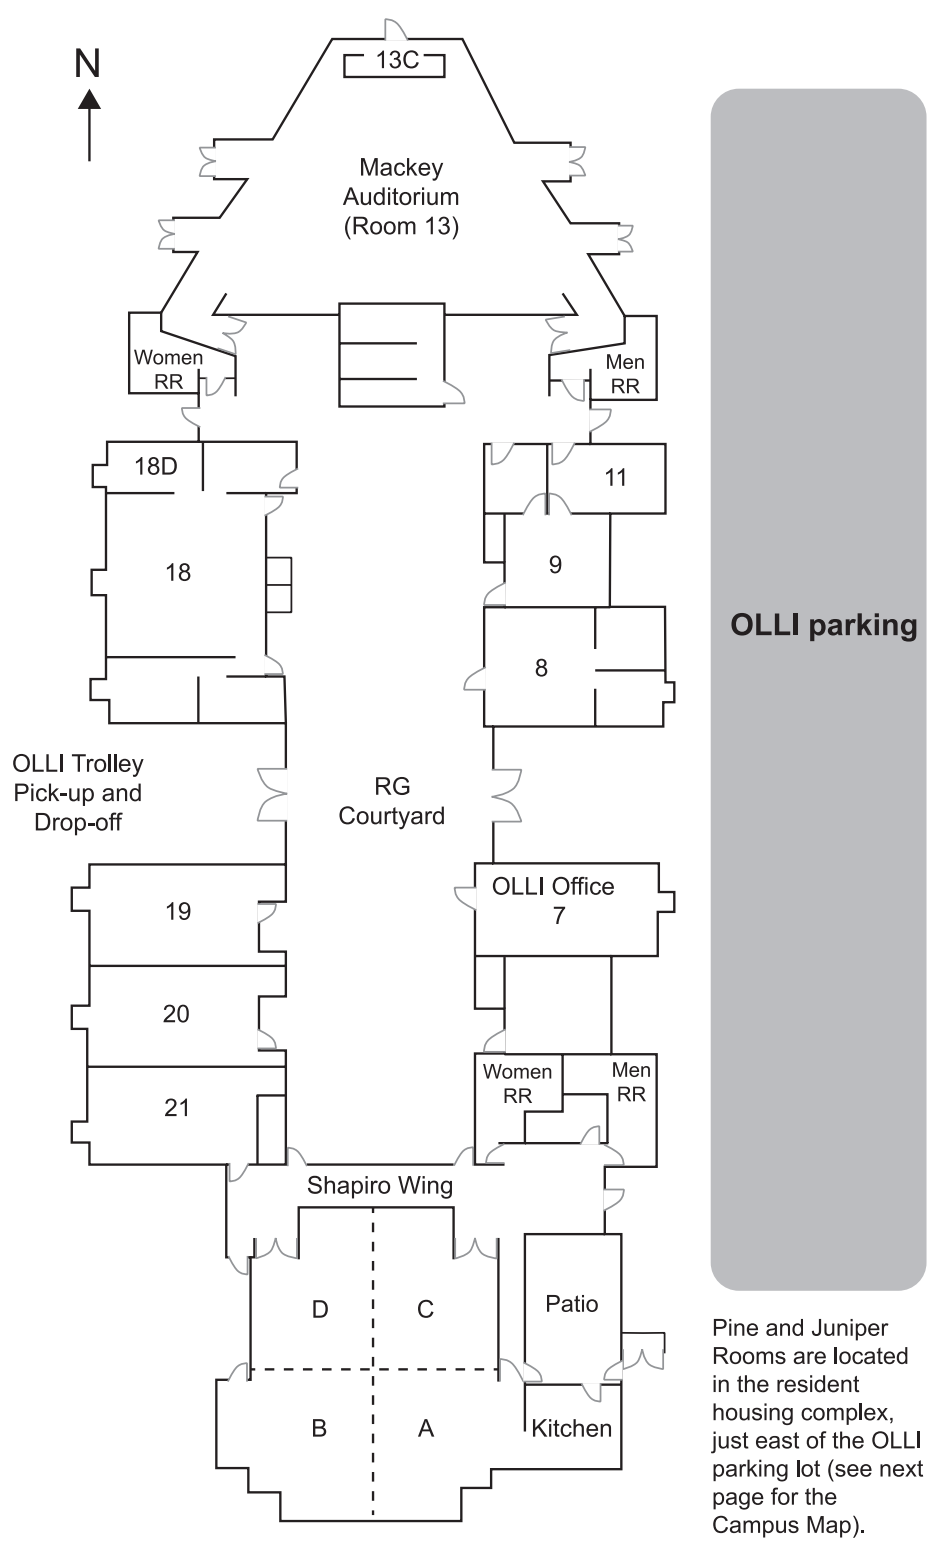 N
13C
Mackey
Auditorium
(Room 13)
Women
RR
Men
RR
18D
11
18
9
8
OLLI parking
OLLI Trolley
Pick-up and
Drop-off
RG
Courtyard
OLLI Office
7
19
20
21
Women
RR
Men
RR
Shapiro Wing
D
C
Patio
B
A
Kitchen
Pine and Juniper
Rooms are located
in the resident
housing complex,
just east of the OLLI
parking lot (see next
page for the
Campus Map).